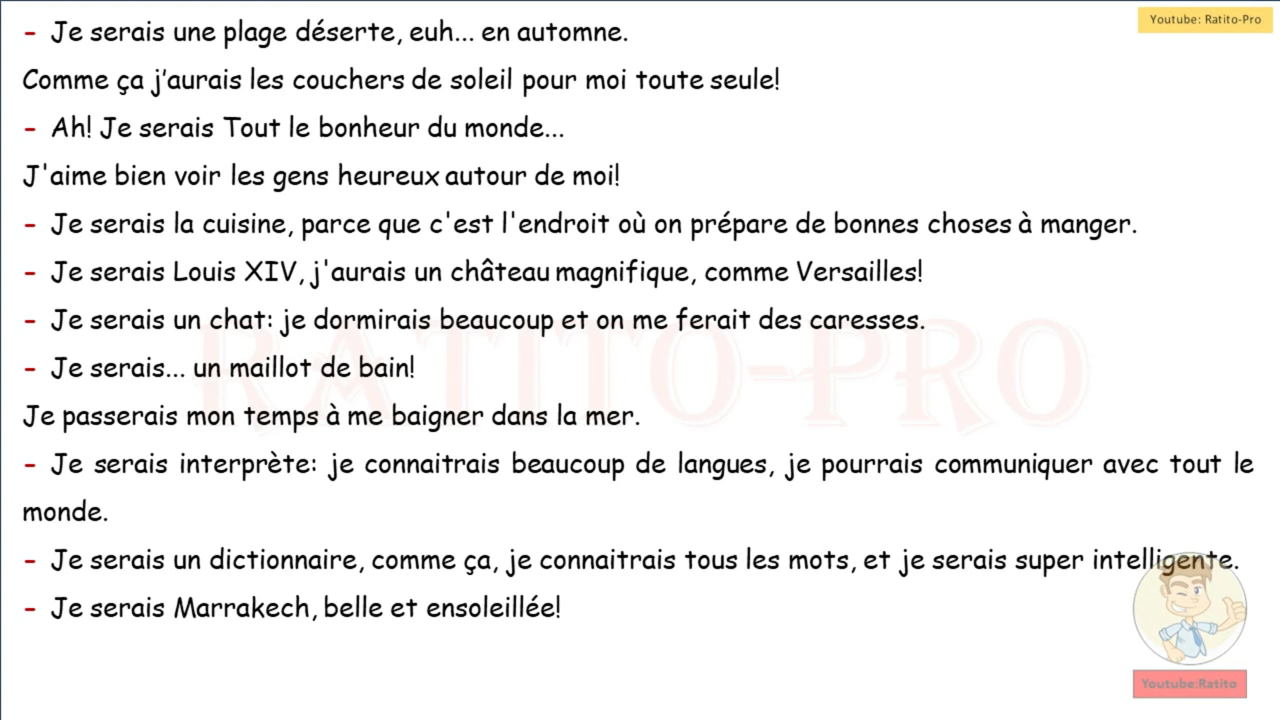 Youtube: Ratito-Pro
- Je serais une plage déserte, euh... en automne.
Comme ça j'aurais les couchers de soleil pour moi toute seule!
- Ah! Je serais Tout le bonheur du monde...
J'aime bien voir les gens heureux autour de moi!
- Je serais la cuisine, parce que c'est l'endroit où on prépare de bonnes choses à manger.
- Je serais Louis XIV, j'aurais un château magnifique, comme Versailles!
- Je serais un chat: je dormirais beaucoup et on me ferait des caresses.
RATITO-PRO
- Je serais... un maillot de bain!
Je passerais mon temps à me baigner dans la mer.
- Je serais interprète: je connaitrais beaucoup de langues, je pourrais communiquer avec tout le
monde.
- Je serais un dictionnaire, comme ça, je connaitrais tous les mots, et je serais super intelligente.
- Je serais Marrakech, belle et ensoleillée!
Youtube:Ratito